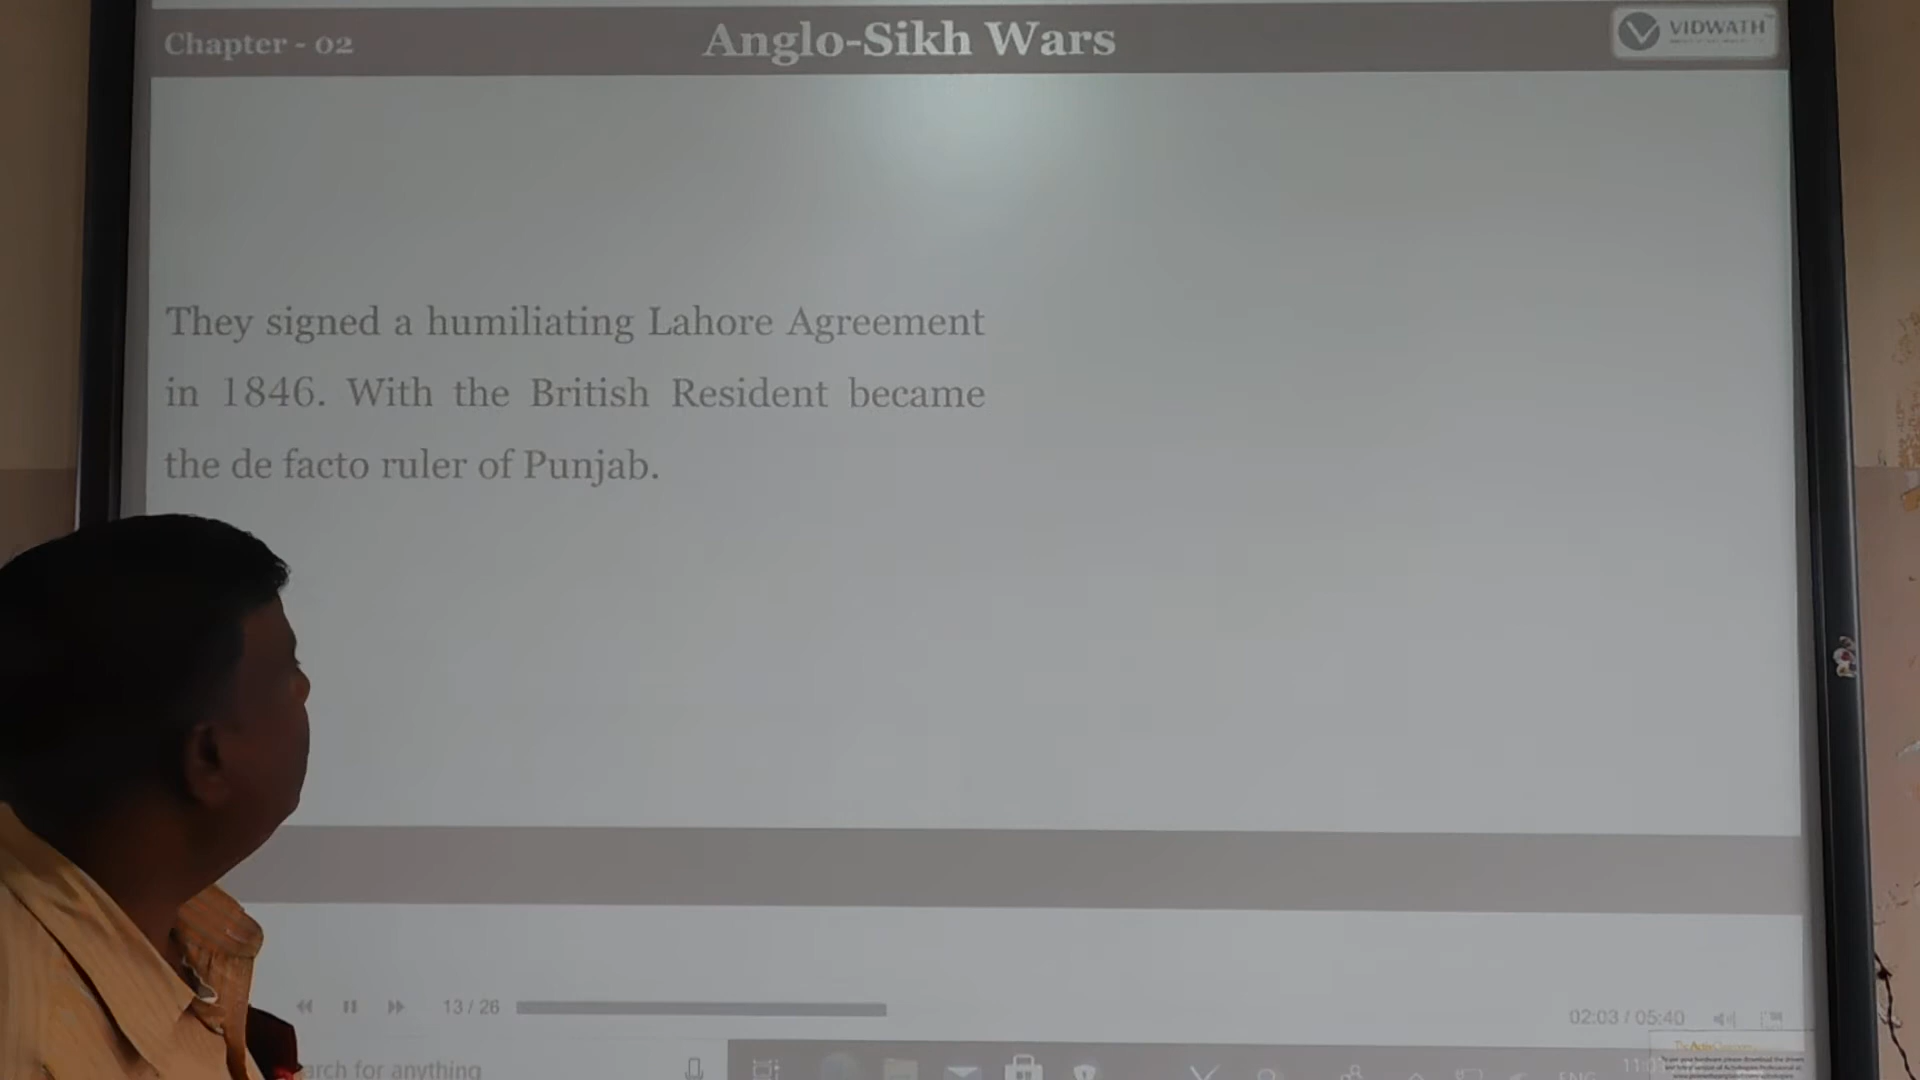 Chapter - 02
Anglo-Sikh Wars
VIDWATH
They signed a humiliating Lahore Agreement
in 1846. With the British Resident became
the de facto ruler of Punjab.
13 / 26
02:03 / 05:40
arch for anything
ENG